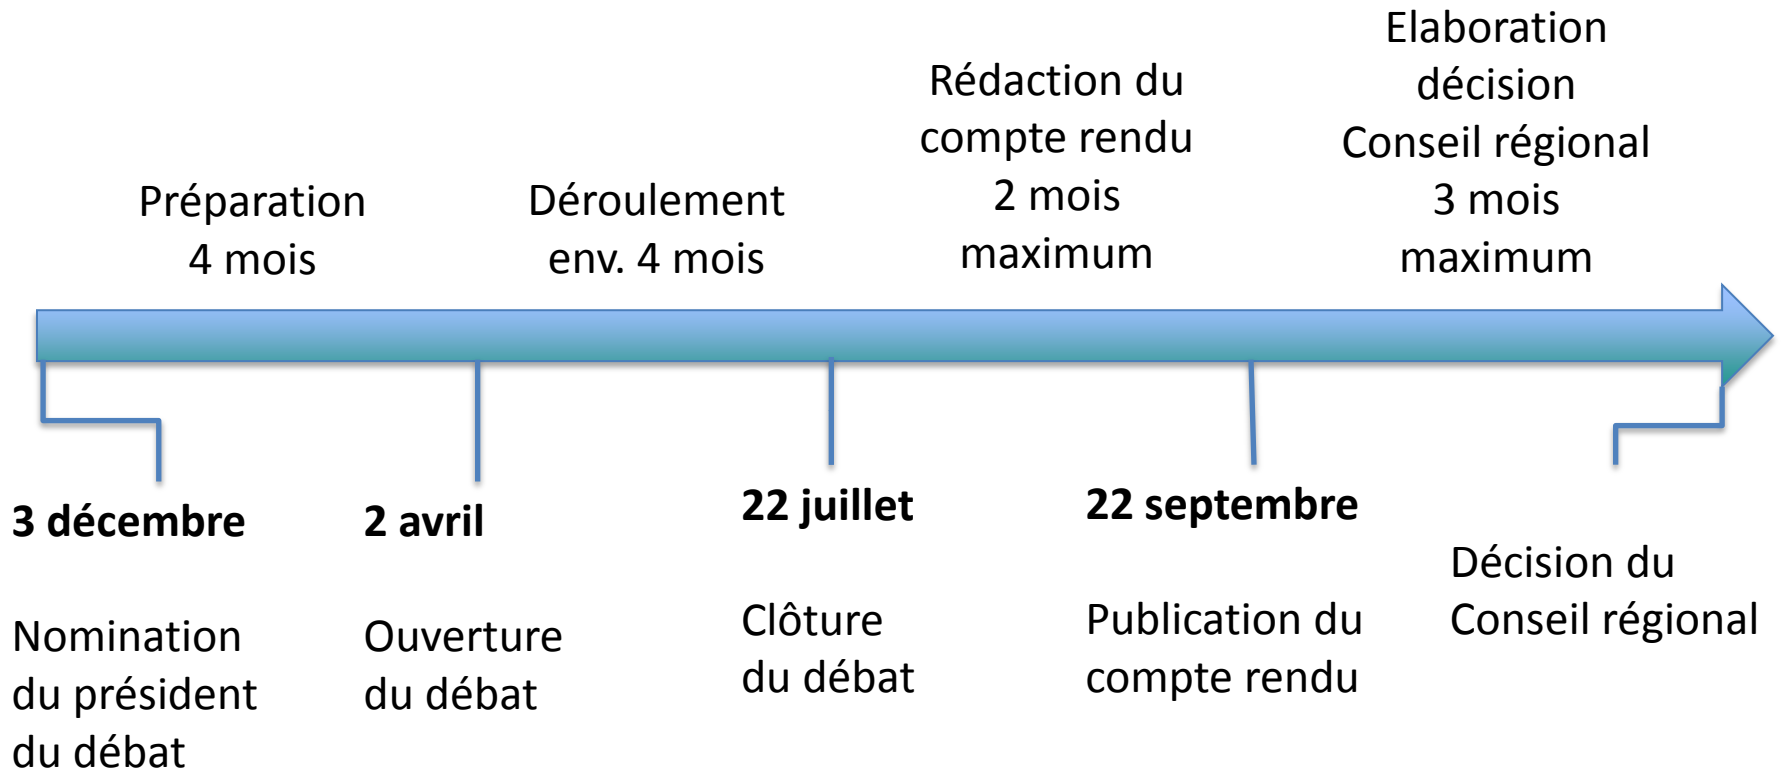 Préparation
4 mois
Déroulement
env. 4 mois
Rédaction du
compte rendu
2 mois
maximum
Elaboration
décision
Conseil régional
3 mois
maximum
3 décembre
Nomination
du président
du débat
2 avril
Ouverture
du débat
22 juillet
Clôture
du débat
22 septembre
Publication du
compte rendu
Décision du
Conseil régional